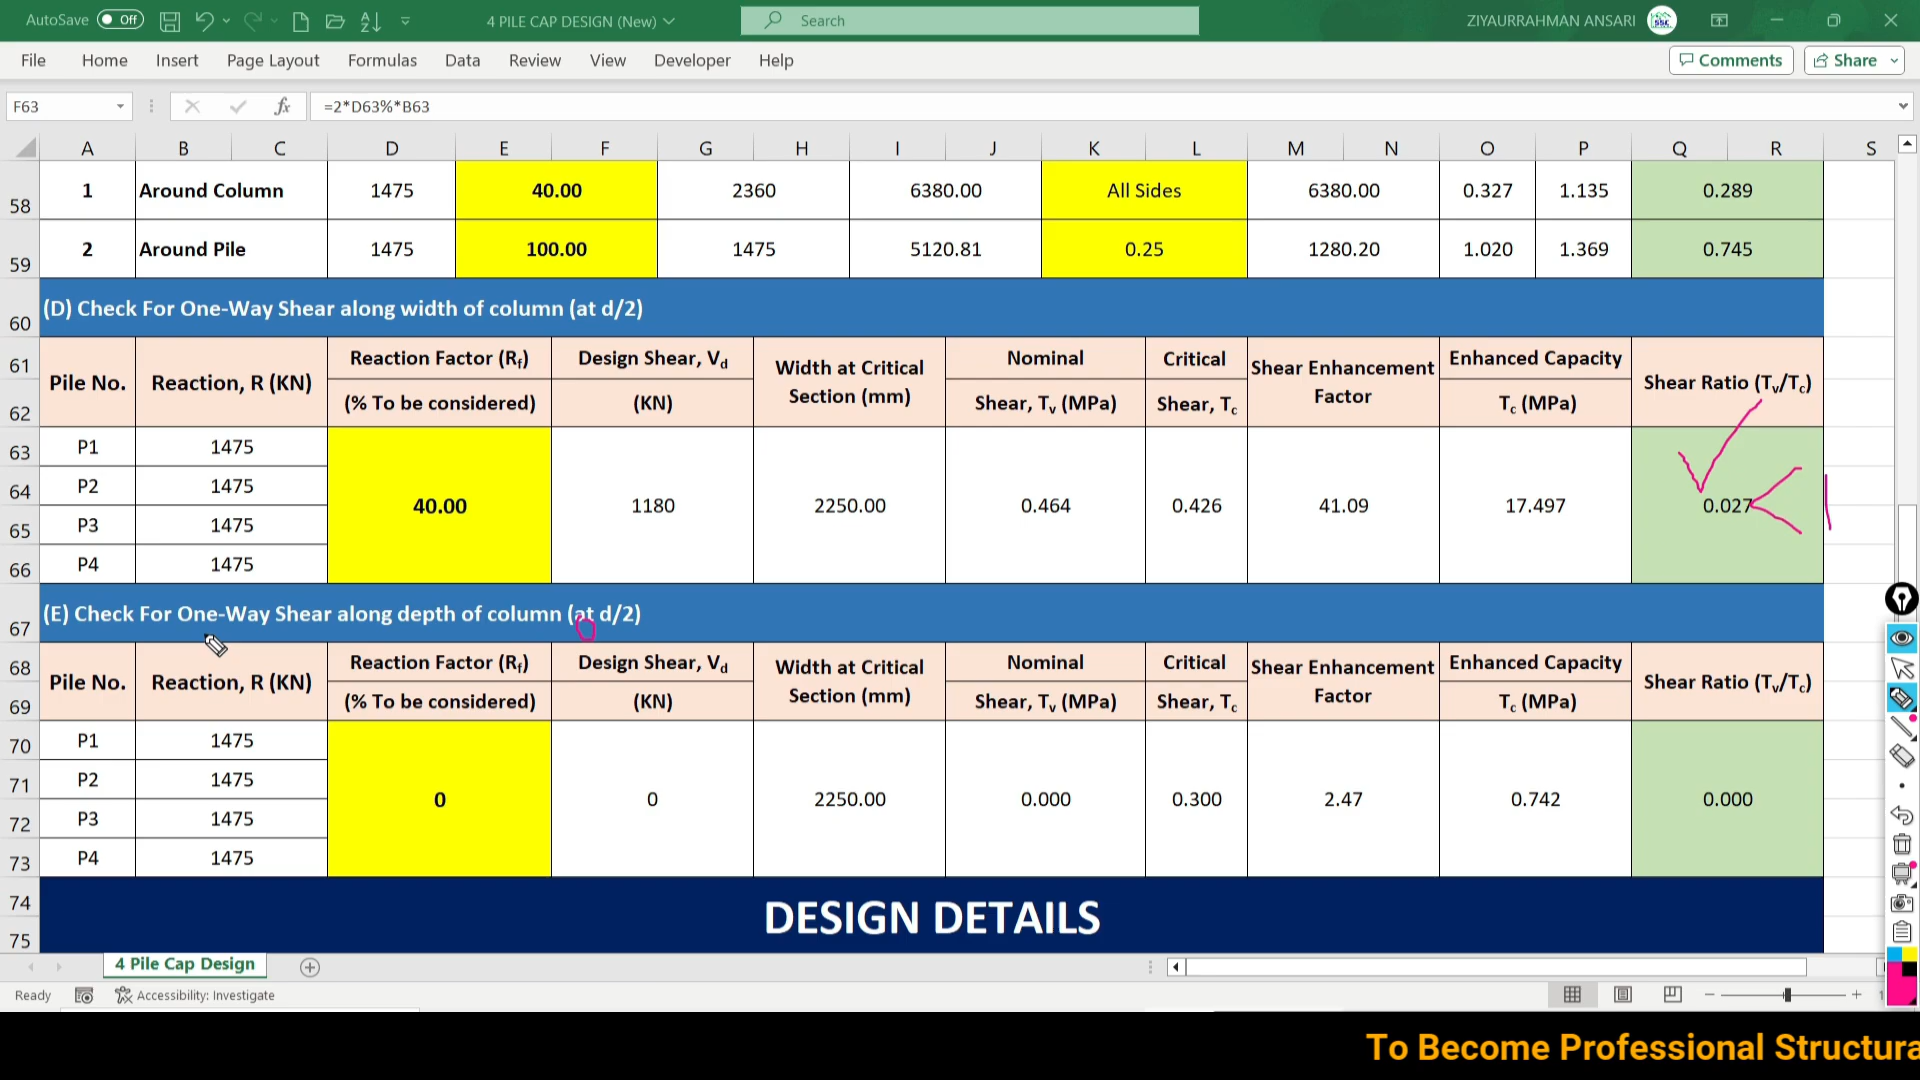 AutoSave Off 4 PILE CAP DESIGN (New) Search ZIYAURRAHMAN ANSARI
File Home Insert Page Layout Formulas Data Review View Developer Help Comments Share
F63 fx =2*D63%*B63
A B C D E F G H I J K L M N O P Q R S
58 1 Around Column 1475 40.00 2360 6380.00 All Sides 6380.00 0.327 1.135 0.289
59 2 Around Pile 1475 100.00 1475 5120.81 0.25 1280.20 1.020 1.369 0.745
60 (D) Check For One-Way Shear along width of column (at d/2)
61 Pile No. Reaction, R (KN) Reaction Factor (Rf) Design Shear, Vd Width at Critical Section (mm) Nominal Critical Shear Enhancement Factor Enhanced Capacity Shear Ratio (Tv/Tc)
62 (% To be considered) (KN) Shear, Tv (MPa) Shear, Tc Tc (MPa)
63 P1 1475
64 P2 1475
40.00 1180 2250.00 0.464 0.426 41.09 17.497 0.027
65 P3 1475
66 P4 1475
67 (E) Check For One-Way Shear along depth of column (at d/2)
68 Pile No. Reaction, R (KN) Reaction Factor (Rf) Design Shear, Vd Width at Critical Section (mm) Nominal Critical Shear Enhancement Factor Enhanced Capacity Shear Ratio (Tv/Tc)
69 (% To be considered) (KN) Shear, Tv (MPa) Shear, Tc Tc (MPa)
70 P1 1475
71 P2 1475
0 0 2250.00 0.000 0.300 2.47 0.742 0.000
72 P3 1475
73 P4 1475
74 DESIGN DETAILS
75
4 Pile Cap Design
Ready Accessibility: Investigate
To Become Professional Structura